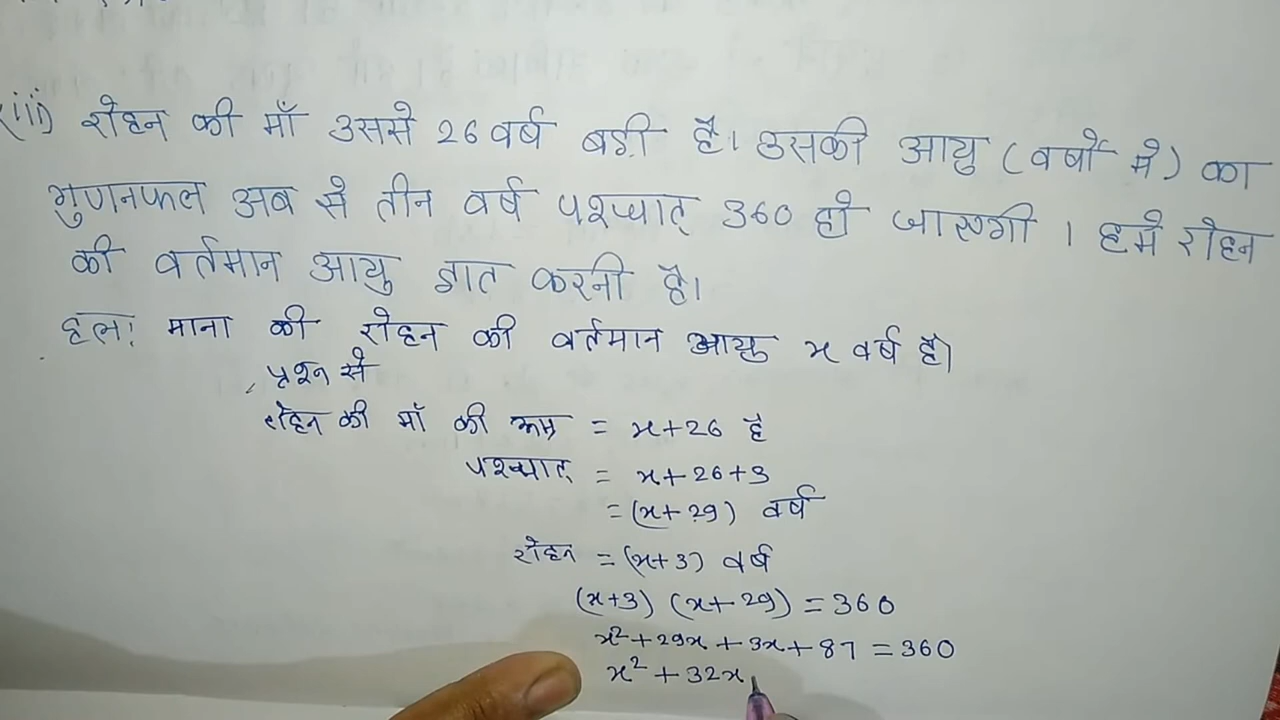 (iii) रोहन की माँ उससे 26 वर्ष बड़ी है। उसकी आयु (वर्षों मे) का
गुणनफल अब से तीन वर्ष पश्चात् 360 हो जाएगी । हमे रोहन
की वर्तमान आयु ज्ञात करनी है।
हल: माना की रोहन की वर्तमान आयु x वर्ष है।
प्रश्न से
रोहन की माँ की उम्र = x+26 है
पश्चात् = x+26+3
=(x+29) वर्ष
रोहन =(x+3) वर्ष
(x+3) (x+29) =360
x²+29x+3x+87 =360
x²+32x